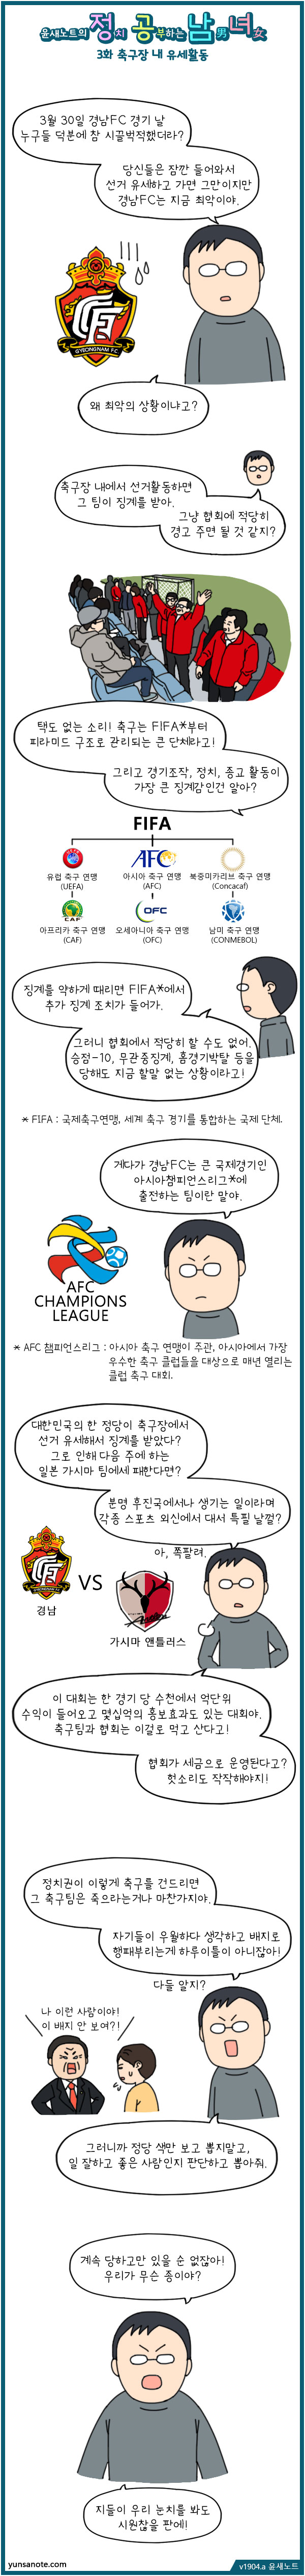 윤새노트의 정치 공부하는 남男녀女
3화 축구장 내 유세활동
3월 30일 경남FC 경기 날
누구들 덕분에 참 시끌벅적했더라?
당신들은 잠깐 들어와서
선거 유세하고 가면 그만이지만
경남FC는 지금 최악이야.
GYEONGNAM FC
왜 최악의 상황이냐고?
축구장 내에서 선거활동하면
그 팀이 징계를 받아.
그냥 협회에 적당히
경고 주면 될 것 같지?
택도 없는 소리! 축구는 FIFA*부터
피라미드 구조로 관리되는 큰 단체라고!
그리고 경기조작, 정치, 종교 활동이
가장 큰 징계감인건 알아?
FIFA
유럽 축구 연맹
(UEFA)
아시아 축구 연맹
(AFC)
북중미카리브 축구 연맹
(Concacaf)
아프리카 축구 연맹
(CAF)
오세아니아 축구 연맹
(OFC)
남미 축구 연맹
(CONMEBOL)
징계를 약하게 때리면 FIFA*에서
추가 징계 조치가 들어가.
그러니 협회에서 적당히 할 수도 없어.
승점-10, 무관중징계, 홈경기박탈 등을
당해도 지금 할말 없는 상황이라고!
* FIFA : 국제축구연맹, 세계 축구 경기를 통합하는 국제 단체.
게다가 경남FC는 큰 국제경기인
아시아챔피언스리그*에
출전하는 팀이란 말야.
AFC
CHAMPIONS
LEAGUE
* AFC 챔피언스리그 : 아시아 축구 연맹이 주관, 아시아에서 가장
우수한 축구 클럽들을 대상으로 매년 열리는
클럽 축구 대회.
대한민국의 한 정당이 축구장에서
선거 유세해서 징계를 받았다?
그로 인해 다음 주에 하는
일본 가시마 팀에세 패한다면?
분명 후진국에서나 생기는 일이라며
각종 스포츠 외신에서 대서 특필 날껄?
아, 쪽팔려.
VS
경남
가시마 앤틀러스
이 대회는 한 경기 당 수천에서 억단위
수익이 들어오고 몇십억의 홍보효과도 있는 대회야.
축구팀과 협회는 이걸로 먹고 산다고!
협회가 세금으로 운영된다고?
헛소리도 작작해야지!
정치권이 이렇게 축구를 건드리면
그 축구팀은 죽으라는거나 마찬가지야.
자기들이 우월하다 생각하고 배지로
행패부리는게 하루이틀이 아니잖아!
다들 알지?
나 이런 사람이야!
이 배지 안 보여?!
그러니까 정당 색만 보고 뽑지말고,
일 잘하고 좋은 사람인지 판단하고 뽑아줘.
계속 당하고만 있을 순 없잖아!
우리가 무슨 종이야?
지들이 우리 눈치를 봐도
시원찮을 판에!
yunsanote.com
v1904.a 윤새노트